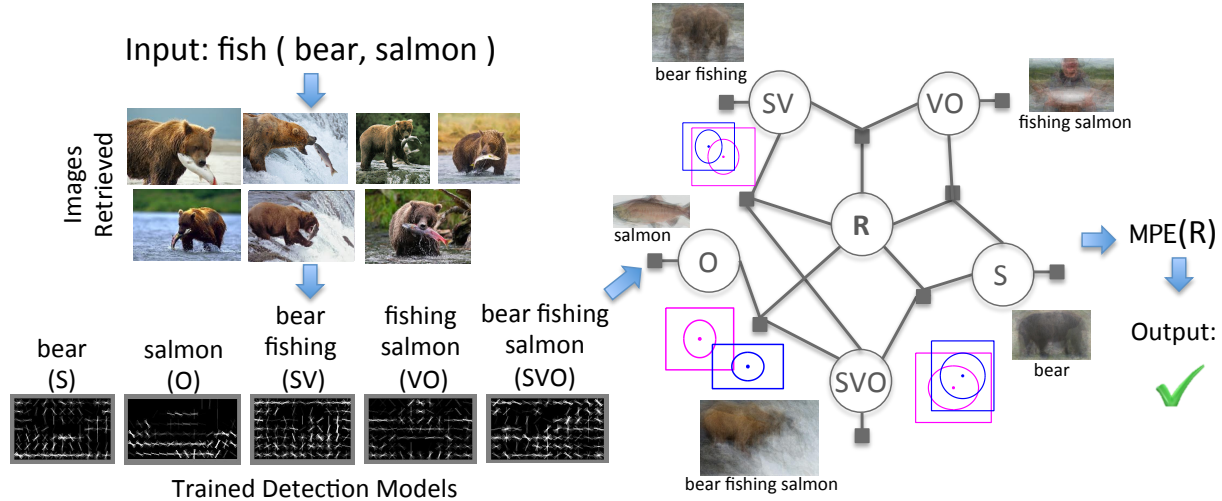 Input: fish ( bear, salmon )
Images
Retrieved
bear
(S)
salmon
(O)
bear
fishing
(SV)
fishing
salmon
(VO)
bear fishing
salmon
(SVO)
Trained Detection Models
bear fishing
SV
VO
fishing salmon
salmon
O
R
S
bear
SVO
bear fishing salmon
MPE(R)
Output: